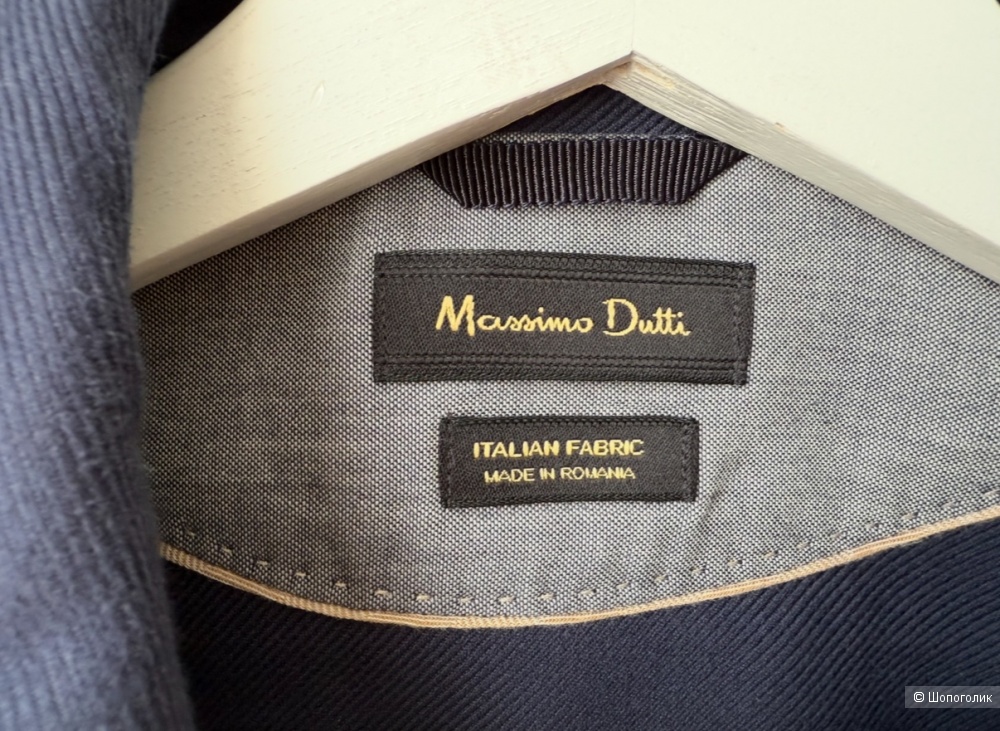 Massimo Dutti
ITALIAN FABRIC
MADE IN ROMANIA
© Шопоголик